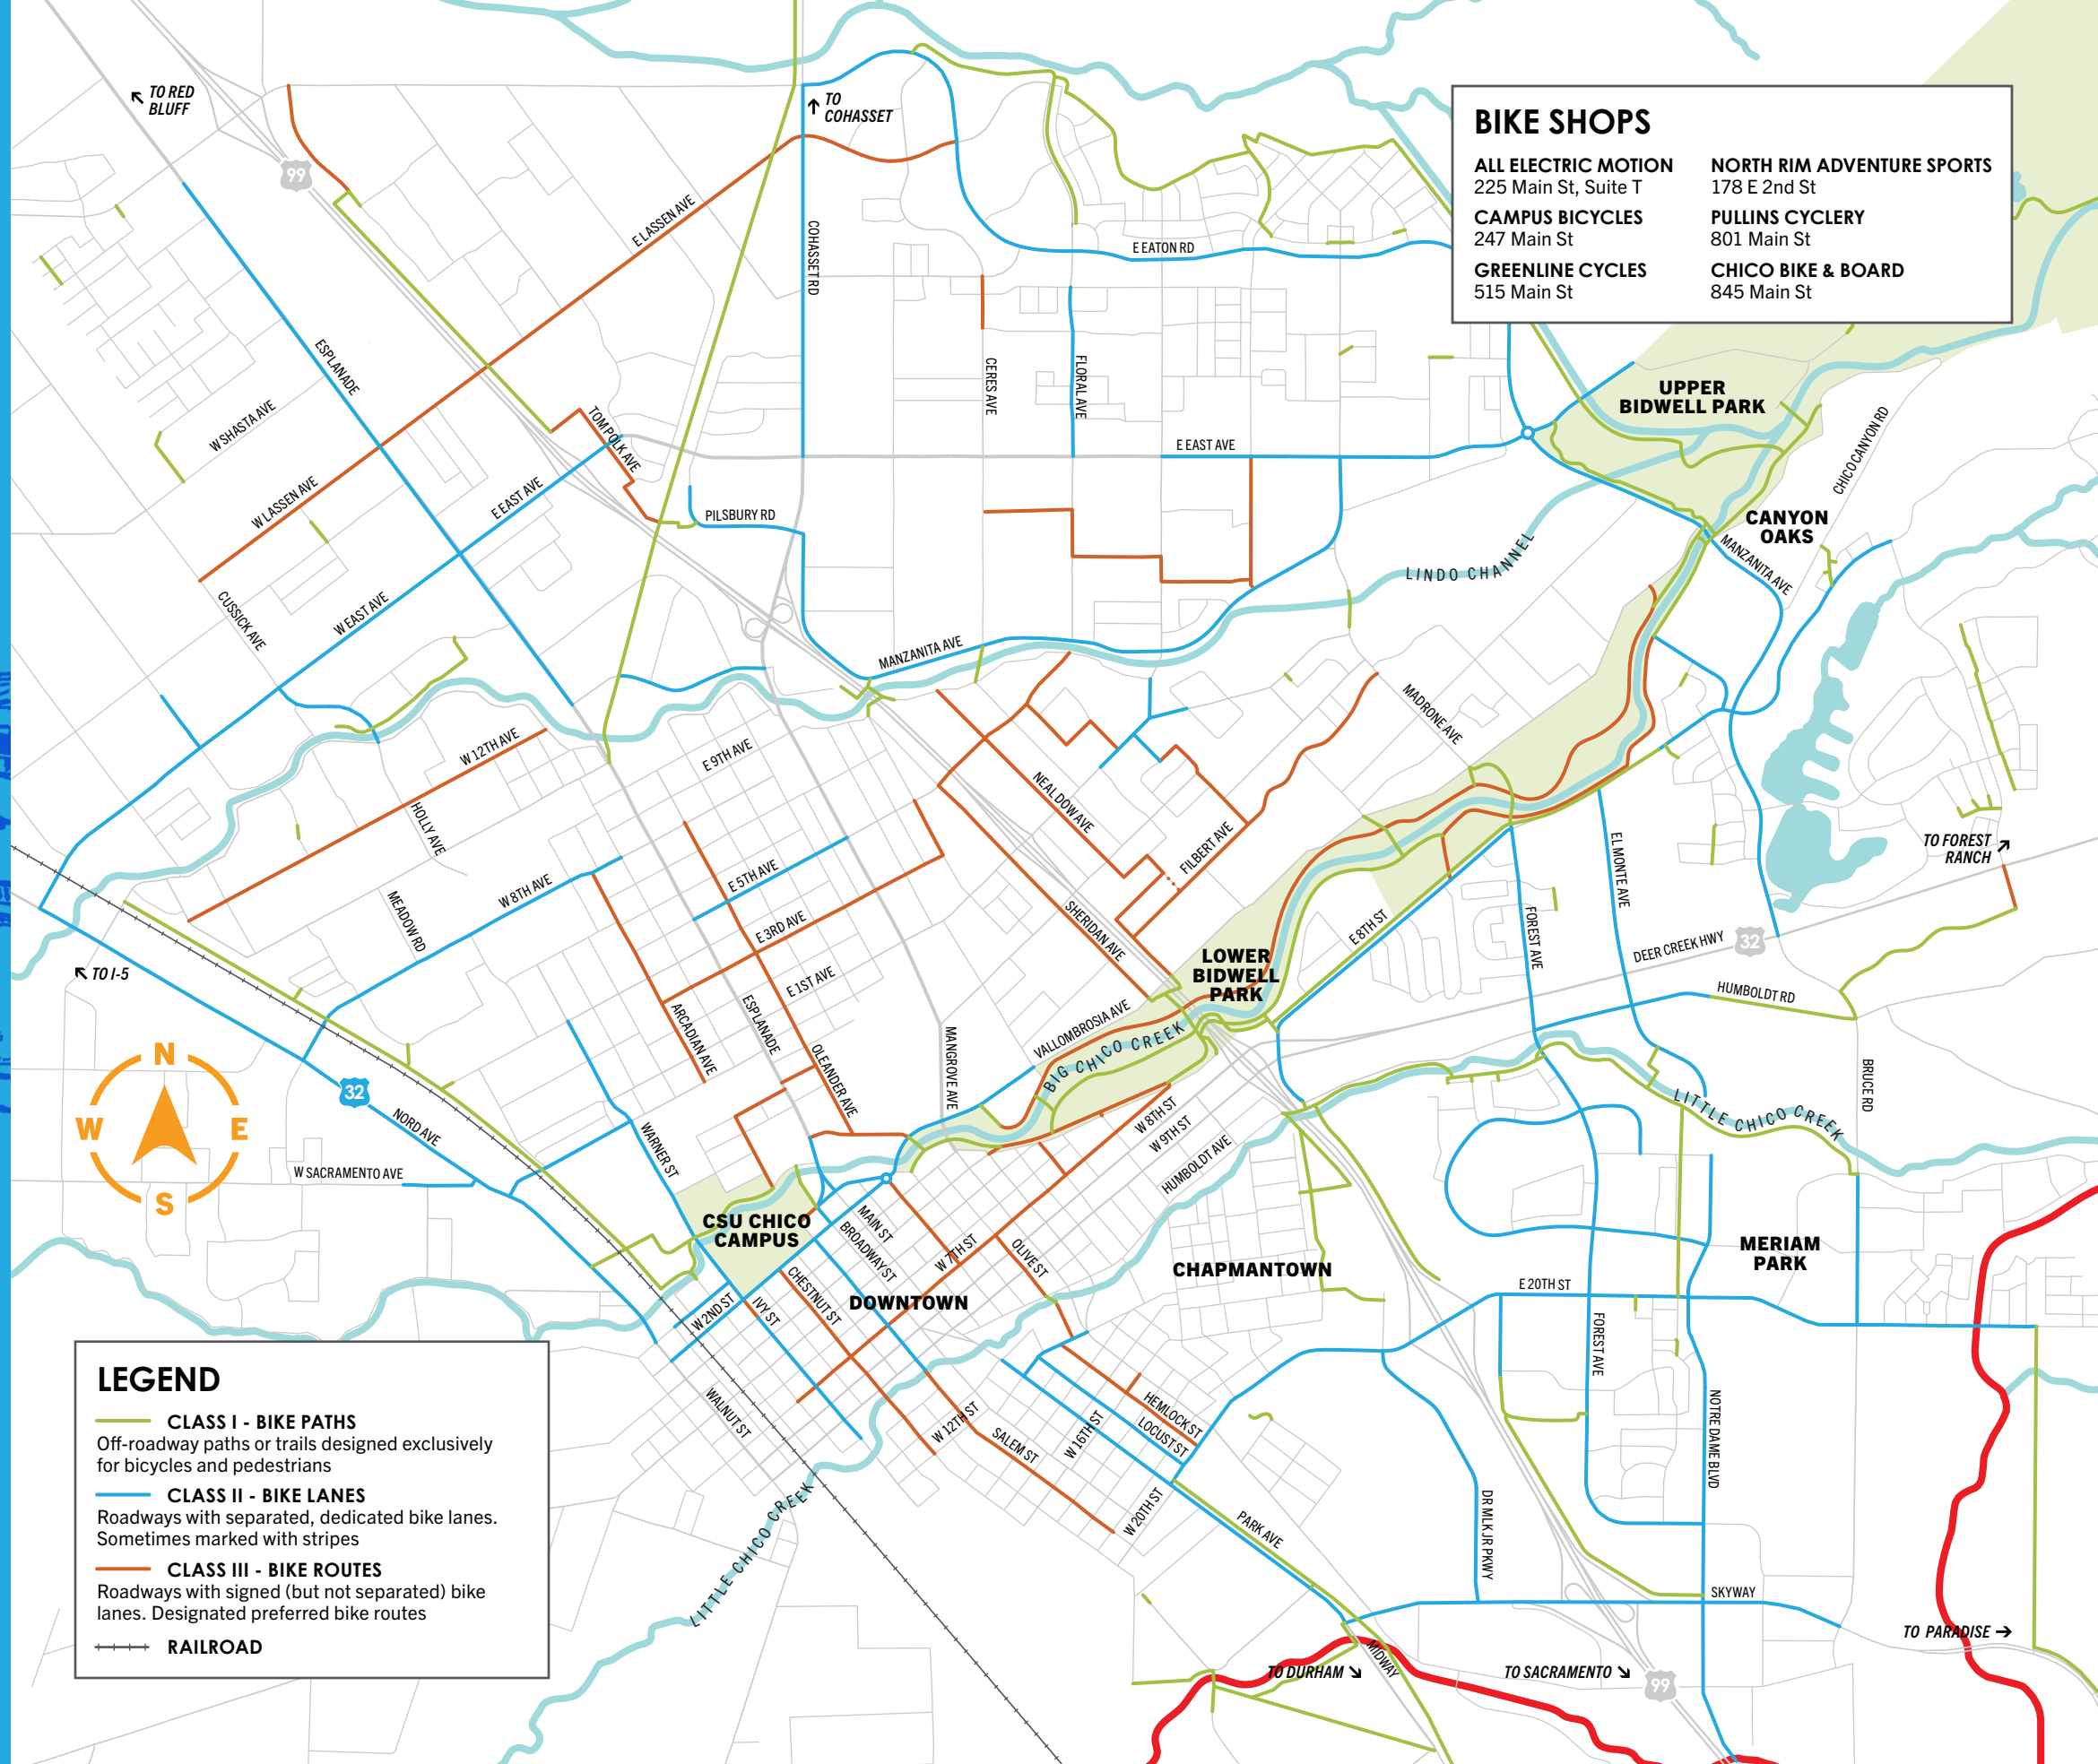 TO RED
BLUFF
99
TO
COHASSET
BIKE SHOPS
ALL ELECTRIC MOTION
225 Main St, Suite T
CAMPUS BICYCLES
247 Main St
GREENLINE CYCLES
515 Main St
NORTH RIM ADVENTURE SPORTS
178 E 2nd St
PULLINS CYCLERY
801 Main St
CHICO BIKE & BOARD
845 Main St
E LASSEN AVE
COHASSET RD
E EATON RD
ESPLANADE
CERES AVE
FLORAL AVE
UPPER
BIDWELL PARK
W SHASTA AVE
TOM POLK AVE
E EAST AVE
CHICO CANYON RD
W LASSEN AVE
E EAST AVE
PILSBURY RD
CANYON
OAKS
MANZANITA AVE
LINDO CHANNEL
CUSSICK AVE
W EAST AVE
MANZANITA AVE
MADRONE AVE
W 12TH AVE
E 9TH AVE
NEAL DOW AVE
HOLLY AVE
FILBERT AVE
EL MONTE AVE
TO FOREST
RANCH
W 8TH AVE
E 5TH AVE
MEADOW RD
E 3RD AVE
SHERIDAN AVE
E 8TH ST
FOREST AVE
DEER CREEK HWY
32
TO I-5
LOWER
BIDWELL
PARK
E 1ST AVE
HUMBOLDT RD
ARCADIAN AVE
ESPLANADE
OLEANDER AVE
MANGROVE AVE
VALLOMBROSIA AVE
BIG CHICO CREEK
BRUCE RD
N
W
E
S
32
NORD AVE
LITTLE CHICO CREEK
W 8TH ST
W 9TH ST
HUMBOLDT AVE
WARNER ST
W SACRAMENTO AVE
CSU CHICO
CAMPUS
MAIN ST
BROADWAY ST
W 7TH ST
OLIVE ST
CHAPMANTOWN
MERIAM
PARK
E 20TH ST
CHESTNUT ST
IVY ST
DOWNTOWN
W 2ND ST
FOREST AVE
WALNUT ST
W 12TH ST
SALEM ST
W 16TH ST
HEMLOCK ST
LOCUST ST
NOTRE DAME BLVD
W 20TH ST
PARK AVE
DR MLK JR PKWY
LITTLE CHICO CREEK
SKYWAY
TO PARADISE
MIDWAY
TO DURHAM
TO SACRAMENTO
99
LEGEND
CLASS I - BIKE PATHS
Off-roadway paths or trails designed exclusively
for bicycles and pedestrians
CLASS II - BIKE LANES
Roadways with separated, dedicated bike lanes.
Sometimes marked with stripes
CLASS III - BIKE ROUTES
Roadways with signed (but not separated) bike
lanes. Designated preferred bike routes
RAILROAD